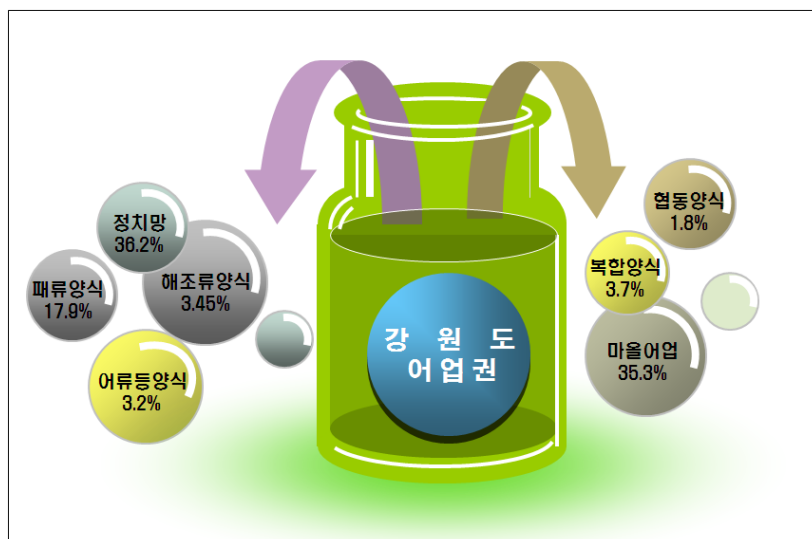 정치망
36.2%
패류양식
17.9%
해조류양식
3.45%
어류등양식
3.2%
강 원 도
어업권
협동양식
1.8%
복합양식
3.7%
마을어업
35.3%